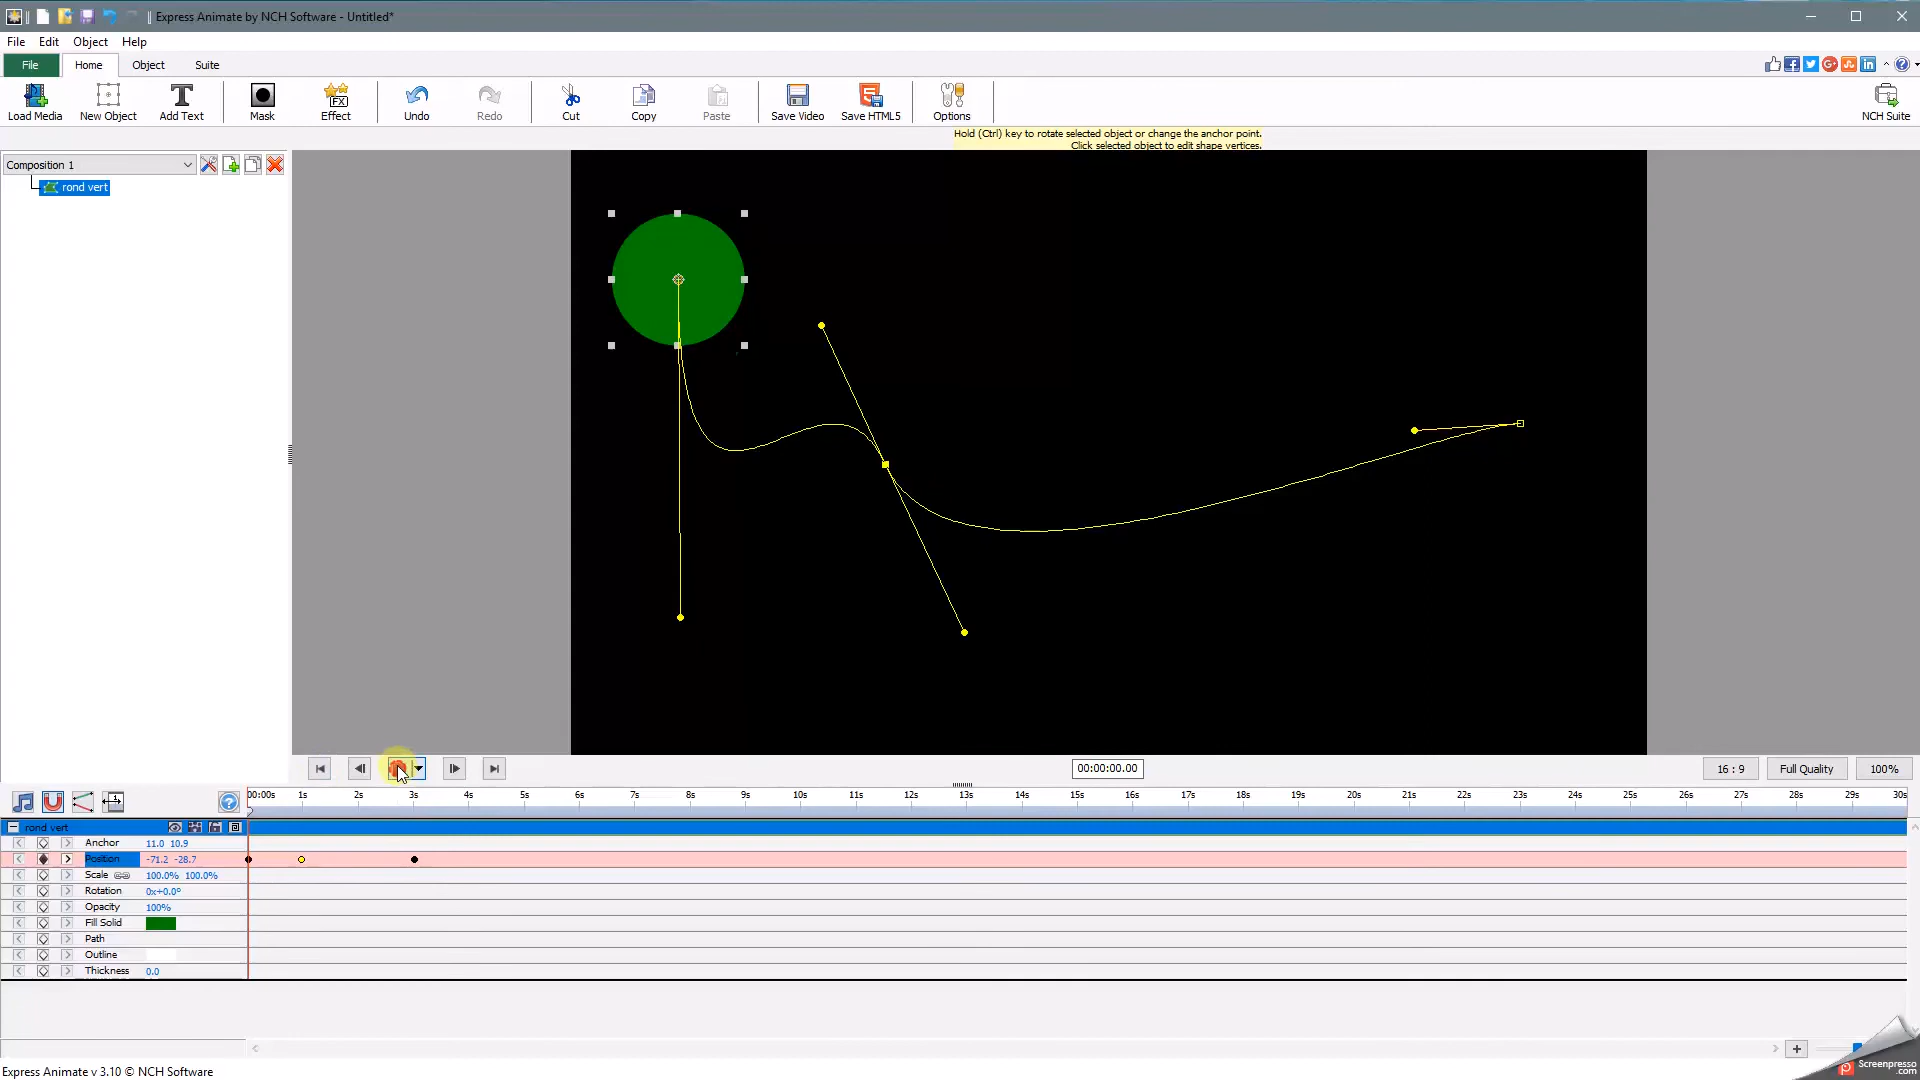 Express Animate by NCH Software - Untitled*
File Edit Object Help
File Home Object Suite
Load Media New Object Add Text Mask Effect Undo Redo Cut Copy Paste Save Video Save HTML5 Options NCH Suite
FX
Hold (Ctrl) key to rotate selected object or change the anchor point.
Click selected object to edit shape vertices.
Composition 1
rond vert
00:00:00.00 16 : 9 Full Quality 100%
00:00s 1s 2s 3s 4s 5s 6s 7s 8s 9s 10s 11s 12s 13s 14s 15s 16s 17s 18s 19s 20s 21s 22s 23s 24s 25s 26s 27s 28s 29s 30s
rond vert
Anchor 11.0 10.9
Position -71.2 -28.7
Scale 100.0% 100.0%
Rotation 0x+0.0º
Opacity 100%
Fill Solid
Path
Outline
Thickness 0.0
Express Animate v 3.10 © NCH Software
Screenpresso
.com